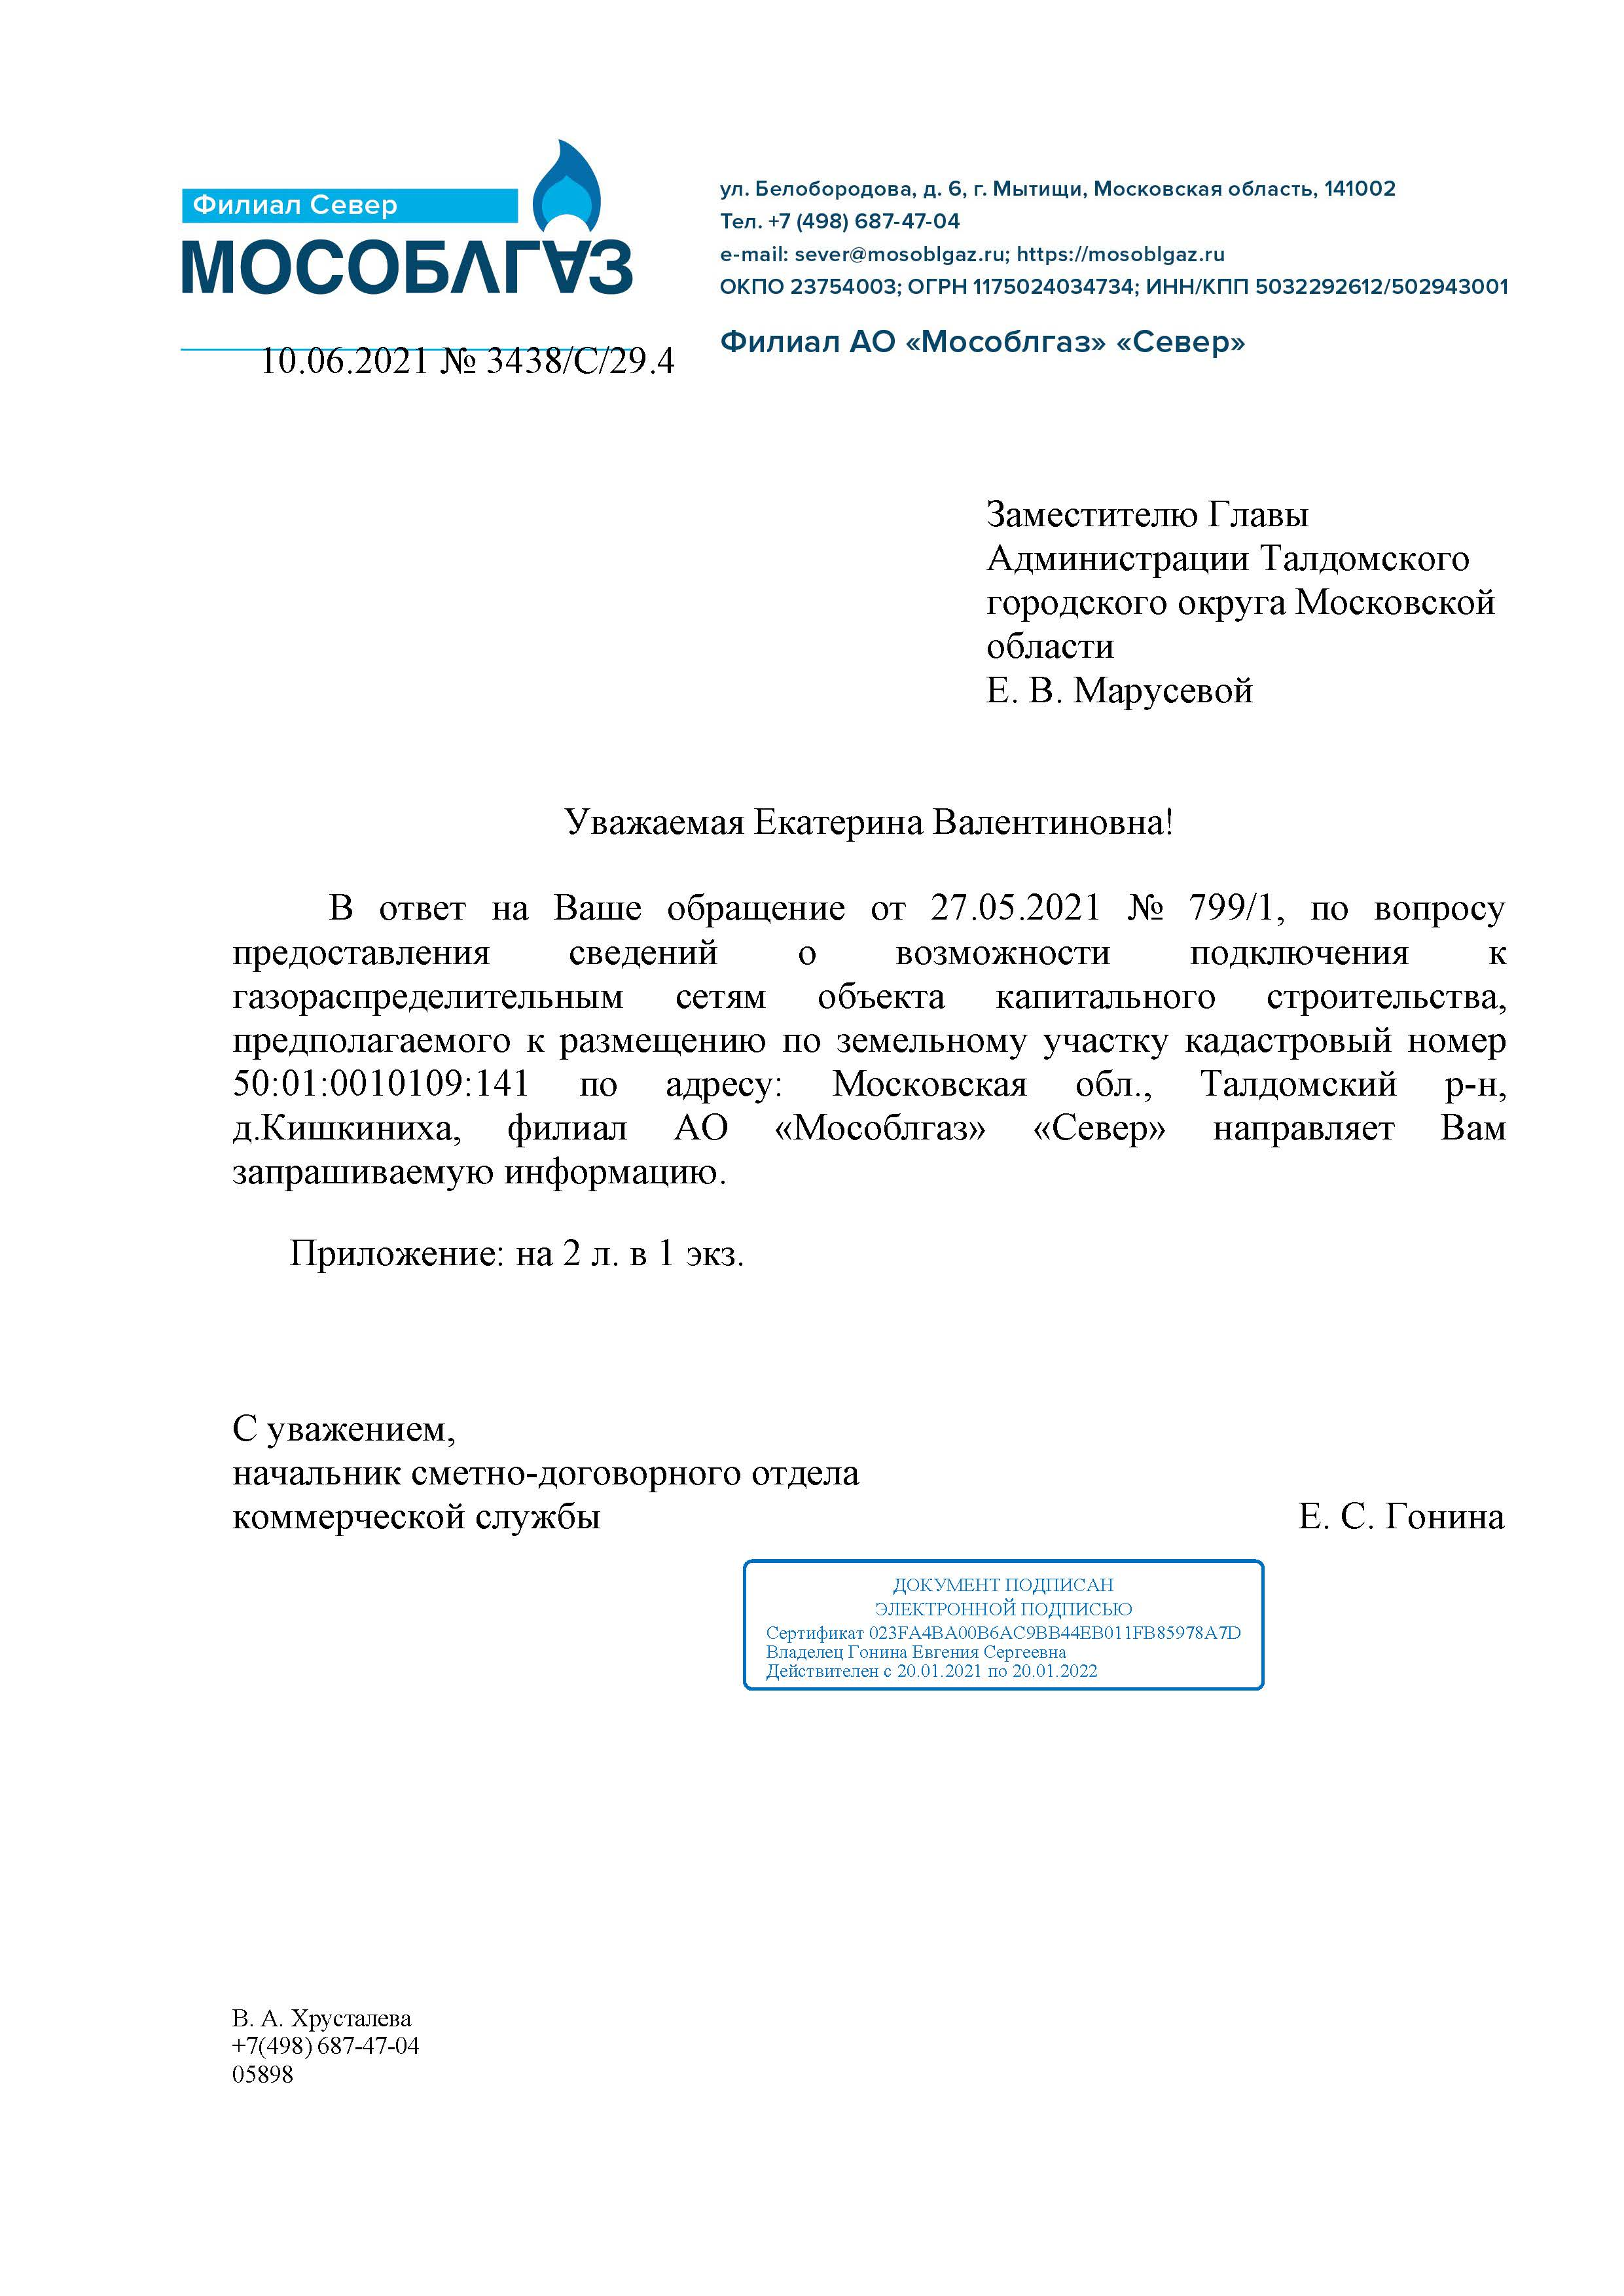 Филиал Север
МОСОБЛГАЗ
ул. Белобородова, д. 6, г. Мытищи, Московская область, 141002
Тел. +7 (498) 687-47-04
e-mail: sever@mosoblgaz.ru; https://mosoblgaz.ru
ОКПО 23754003; ОГРН 1175024034734; ИНН/КПП 5032292612/502943001
Филиал АО «Мособлгаз» «Север»
10.06.2021 № 3438/С/29.4
Заместителю Главы
Администрации Талдомского
городского округа Московской
области
Е. В. Марусевой
Уважаемая Екатерина Валентиновна!
В ответ на Ваше обращение от 27.05.2021 № 799/1, по вопросу
предоставления сведений о возможности подключения к
газораспределительным сетям объекта капитального строительства,
предполагаемого к размещению по земельному участку кадастровый номер
50:01:0010109:141 по адресу: Московская обл., Талдомский р-н,
д.Кишкиниха, филиал АО «Мособлгаз» «Север» направляет Вам
запрашиваемую информацию.
Приложение: на 2 л. в 1 экз.
С уважением,
начальник сметно-договорного отдела
коммерческой службы Е. С. Гонина
ДОКУМЕНТ ПОДПИСАН
ЭЛЕКТРОННОЙ ПОДПИСЬЮ
Сертификат 023FA4BA00B6AC9BB44EB011FB85978A7D
Владелец Гонина Евгения Сергеевна
Действителен с 20.01.2021 по 20.01.2022
В. А. Хрусталева
+7(498) 687-47-04
05898